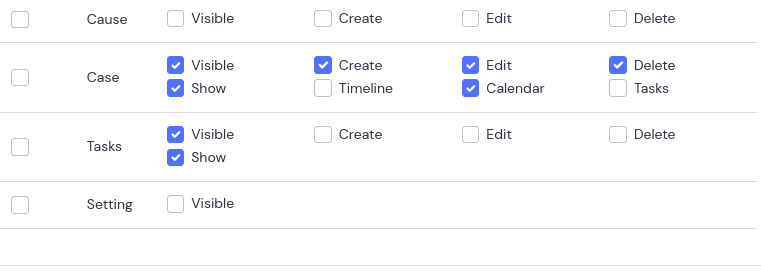 Cause Visible Create Edit Delete
Case Visible Create Edit Delete
Show Timeline Calendar Tasks
Tasks Visible Create Edit Delete
Show
Setting Visible